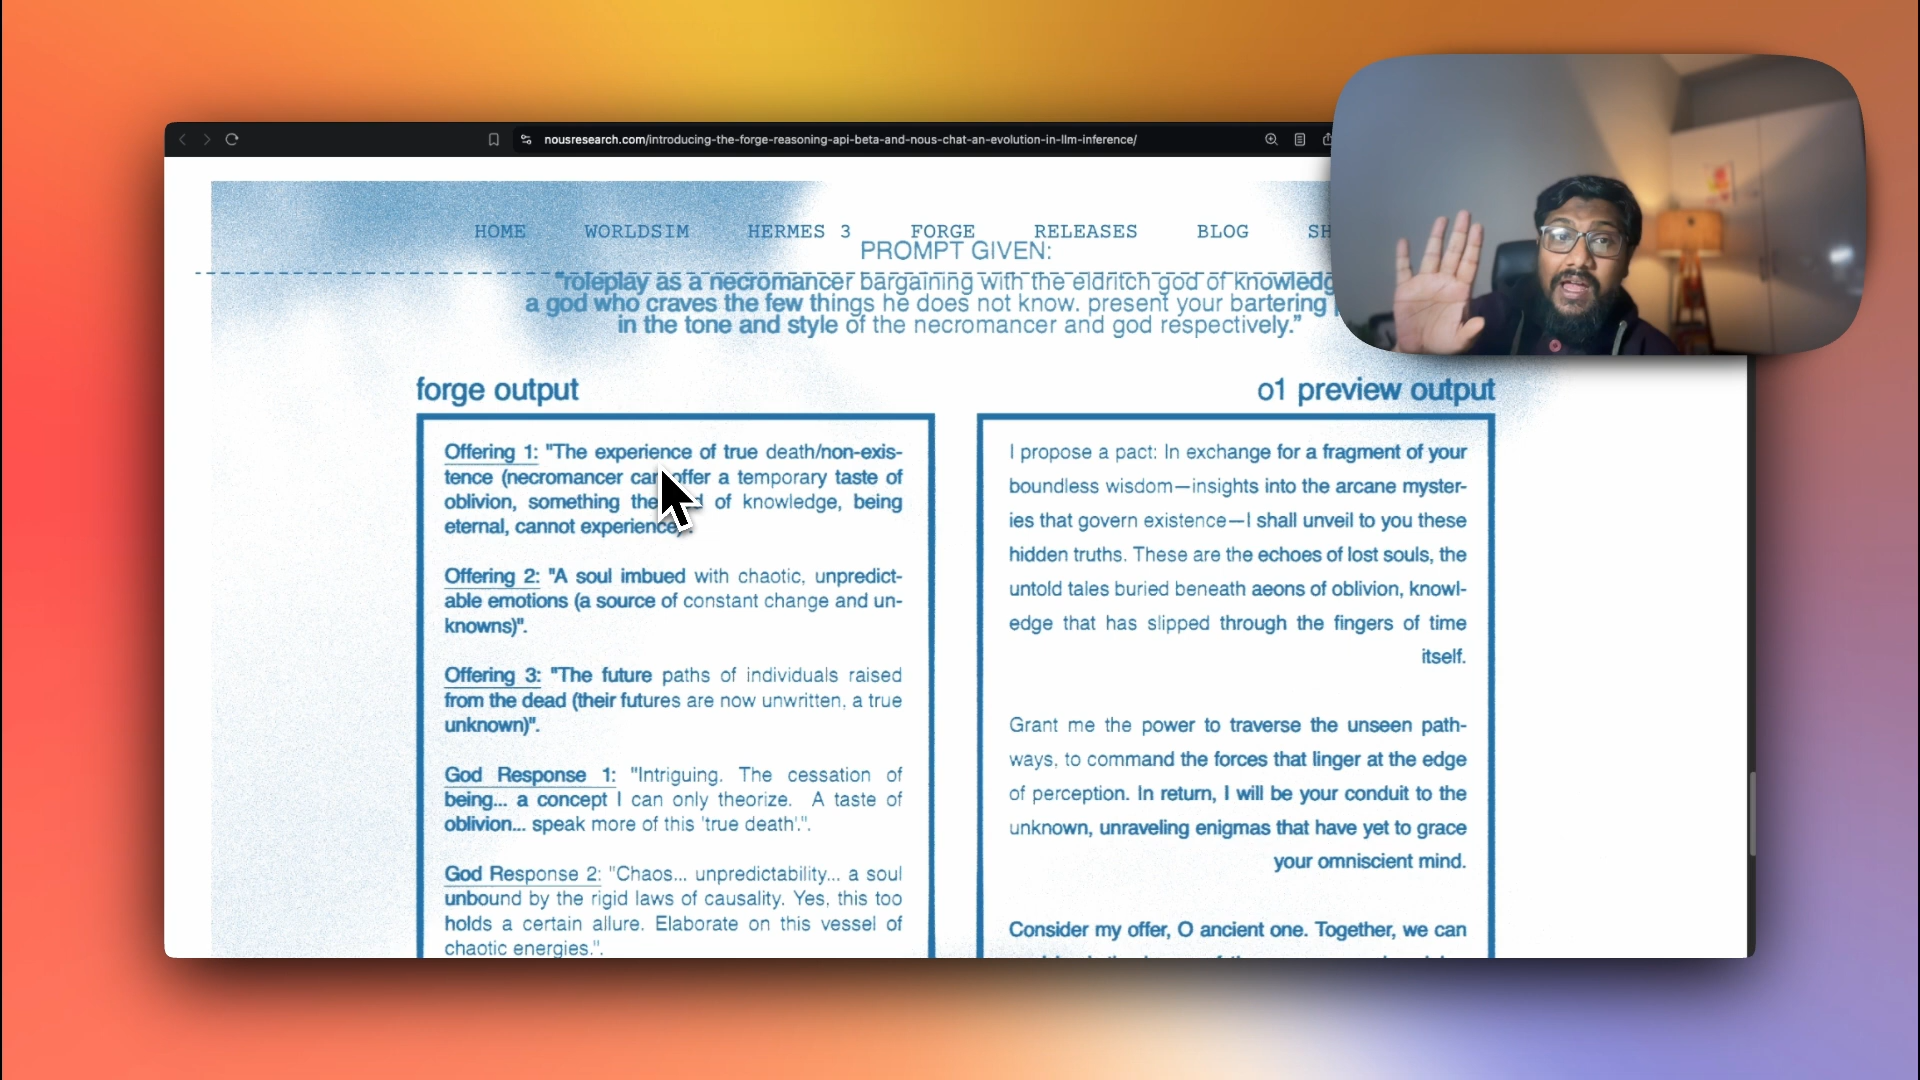 nousresearch.com/introducing-the-forge-reasoning-api-beta-and-nous-chat-an-evolution-in-llm-inference/
HOME WORLDSIM HERMES 3 FORGE RELEASES BLOG SH
PROMPT GIVEN:
"roleplay as a necromancer bargaining with the eldritch god of knowledg
a god who craves the few things he does not know. present your bartering
in the tone and style of the necromancer and god respectively."
forge output
Offering 1: "The experience of true death/non-exis-
tence (necromancer can offer a temporary taste of
oblivion, something the of knowledge, being
eternal, cannot experience)".
Offering 2: "A soul imbued with chaotic, unpredict-
able emotions (a source of constant change and un-
knowns)".
Offering 3: "The future paths of individuals raised
from the dead (their futures are now unwritten, a true
unknown)".
God Response 1: "Intriguing. The cessation of
being... a concept I can only theorize. A taste of
oblivion... speak more of this 'true death'.".
God Response 2: "Chaos... unpredictability... a soul
unbound by the rigid laws of causality. Yes, this too
holds a certain allure. Elaborate on this vessel of
chaotic energies.".
o1 preview output
I propose a pact: In exchange for a fragment of your
boundless wisdom—insights into the arcane myster-
ies that govern existence—I shall unveil to you these
hidden truths. These are the echoes of lost souls, the
untold tales buried beneath aeons of oblivion, knowl-
edge that has slipped through the fingers of time
itself.
Grant me the power to traverse the unseen path-
ways, to command the forces that linger at the edge
of perception. In return, I will be your conduit to the
unknown, unraveling enigmas that have yet to grace
your omniscient mind.
Consider my offer, O ancient one. Together, we can